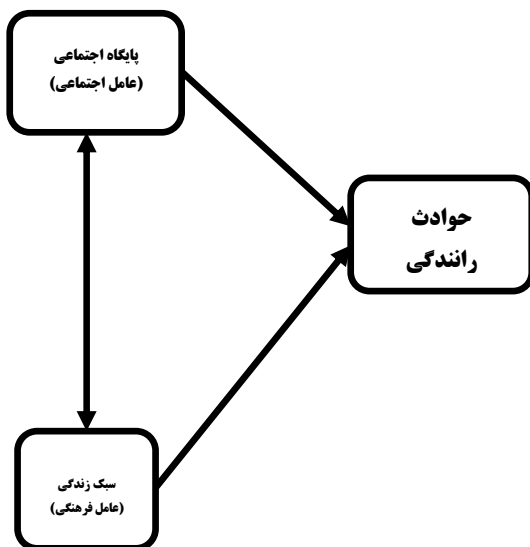 پایگاه اجتماعی
(عامل اجتماعی)
حوادث
رانندگی
سبک زندگی
(عامل فرهنگی)